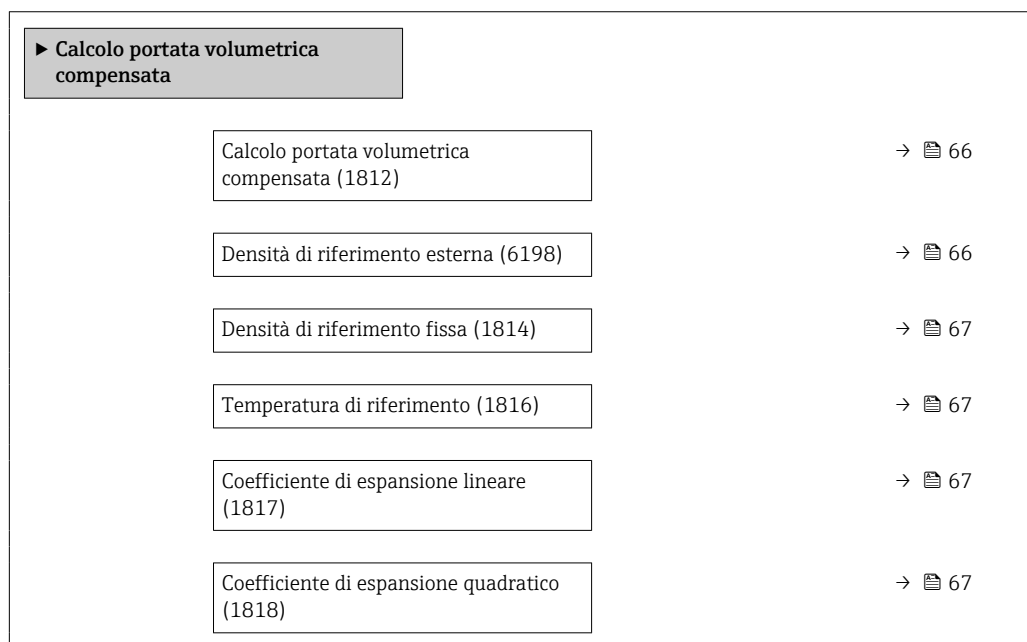 ▶ Calcolo portata volumetrica
compensata
Calcolo portata volumetrica
compensata (1812)
→ 66
Densità di riferimento esterna (6198)
→ 66
Densità di riferimento fissa (1814)
→ 67
Temperatura di riferimento (1816)
→ 67
Coefficiente di espansione lineare
(1817)
→ 67
Coefficiente di espansione quadratico
(1818)
→ 67